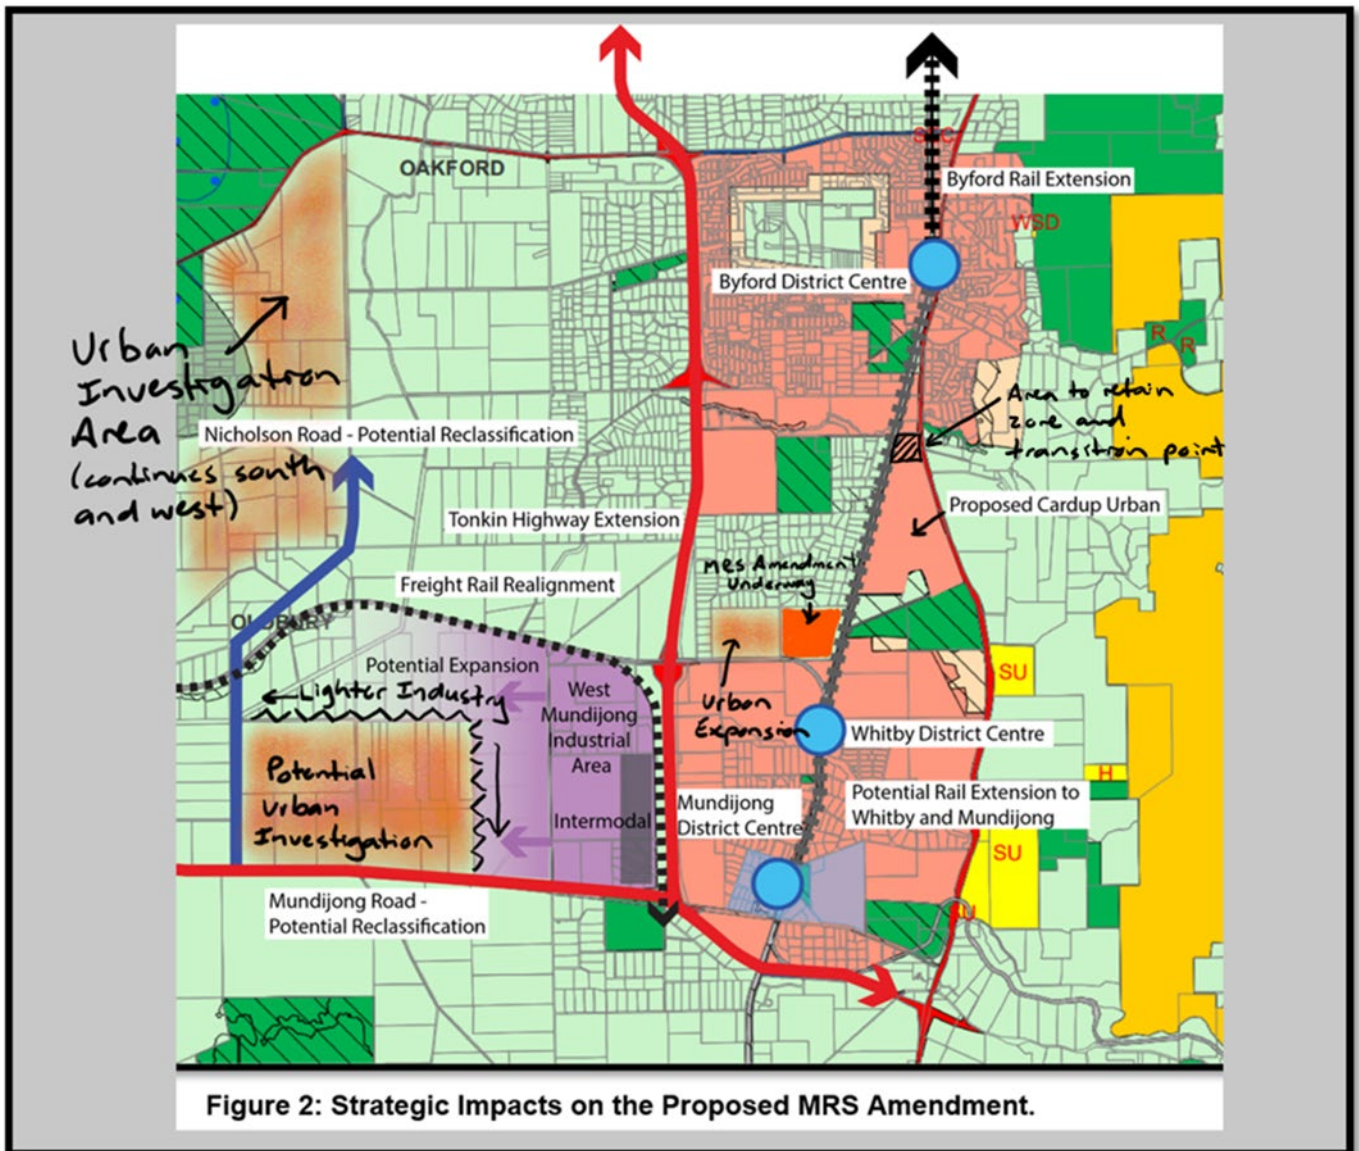 OAKFORD
Byford Rail Extension
WSD
Byford District Centre
Urban
Investigation
Area
(continues south
and west)
Area to retain
zone and
transition point
Nicholson Road - Potential Reclassification
Proposed Cardup Urban
Tonkin Highway Extension
MRS Amendment
Underway
Freight Rail Realignment
OLDBURY
Potential Expansion
← Lighter Industry
West
Mundijong
Industrial
Area
SU
Urban
Expansion
Whitby District Centre
Potential
Urban
Investigation
Intermodal
Mundijong
District Centre
Potential Rail Extension to
Whitby and Mundijong
H
SU
SU
R
R
Mundijong Road -
Potential Reclassification
Figure 2: Strategic Impacts on the Proposed MRS Amendment.